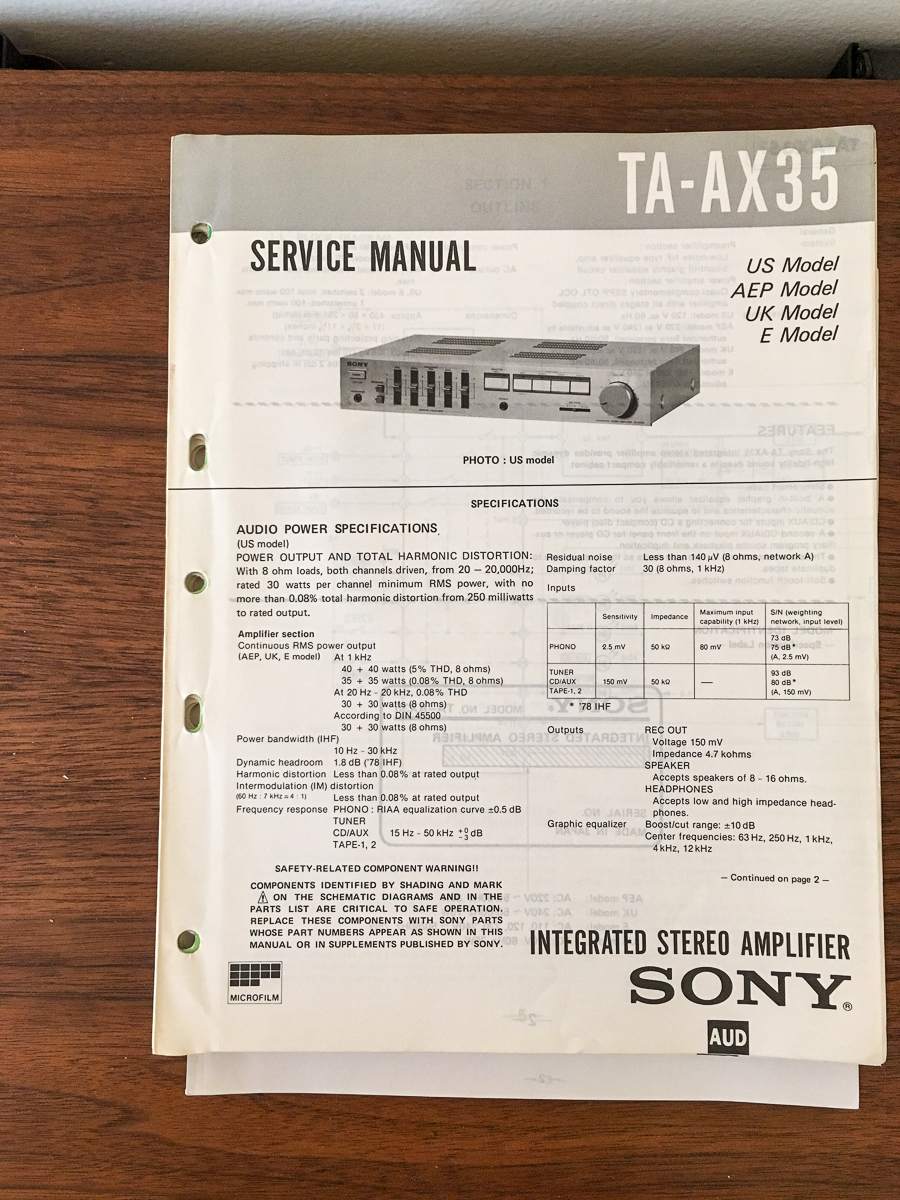 TA-AX35
SERVICE MANUAL
US Model
AEP Model
UK Model
E Model
SONY
PHOTO : US model
SPECIFICATIONS
AUDIO POWER SPECIFICATIONS
(US model)
POWER OUTPUT AND TOTAL HARMONIC DISTORTION:
With 8 ohm loads, both channels driven, from 20 – 20,000Hz;
rated 30 watts per channel minimum RMS power, with no
more than 0.08% total harmonic distortion from 250 milliwatts
to rated output.
Amplifier section
Continuous RMS power output
(AEP, UK, E model) At 1 kHz
40 + 40 watts (5% THD, 8 ohms)
35 + 35 watts (0.08% THD, 8 ohms)
At 20 Hz - 20 kHz, 0.08% THD
30 + 30 watts (8 ohms)
According to DIN 45500
30 + 30 watts (8 ohms)
Power bandwidth (IHF)
10 Hz - 30 kHz
Dynamic headroom 1.8 dB ('78 IHF)
Harmonic distortion Less than 0.08% at rated output
Intermodulation (IM) distortion
(60 Hz : 7 kHz = 4 : 1) Less than 0.08% at rated output
Frequency response PHONO : RIAA equalization curve ±0.5 dB
TUNER
CD/AUX 15 Hz - 50 kHz +0 -3 dB
TAPE-1, 2
SAFETY-RELATED COMPONENT WARNING!!
COMPONENTS IDENTIFIED BY SHADING AND MARK
⚠ ON THE SCHEMATIC DIAGRAMS AND IN THE
PARTS LIST ARE CRITICAL TO SAFE OPERATION.
REPLACE THESE COMPONENTS WITH SONY PARTS
WHOSE PART NUMBERS APPEAR AS SHOWN IN THIS
MANUAL OR IN SUPPLEMENTS PUBLISHED BY SONY.
MICROFILM
Residual noise Less than 140 μV (8 ohms, network A)
Damping factor 30 (8 ohms, 1 kHz)
Inputs
Sensitivity Impedance Maximum input capability (1 kHz) S/N (weighting network, input level)
PHONO 2.5 mV 50 kΩ 80 mV 73 dB 75 dB* (A, 2.5 mV)
TUNER CD/AUX TAPE-1, 2 150 mV 50 kΩ — 93 dB 80 dB* (A, 150 mV)
* '78 IHF
Outputs REC OUT
Voltage 150 mV
Impedance 4.7 kohms
SPEAKER
Accepts speakers of 8 - 16 ohms.
HEADPHONES
Accepts low and high impedance head-
phones.
Graphic equalizer Boost/cut range: ±10 dB
Center frequencies: 63 Hz, 250 Hz, 1 kHz,
4 kHz, 12 kHz
— Continued on page 2 —
INTEGRATED STEREO AMPLIFIER
SONY®
AUD